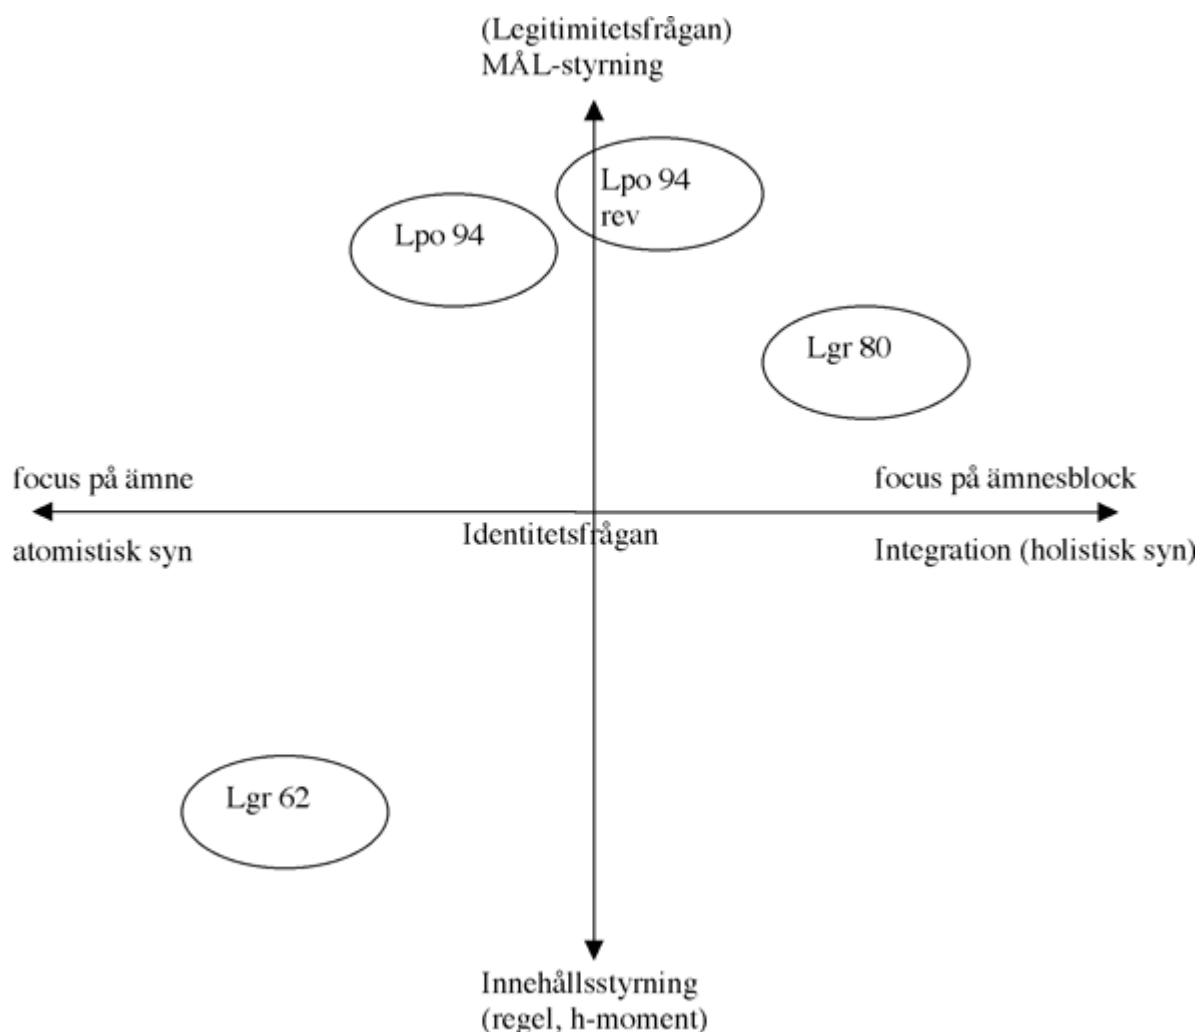 (Legitimitetsfrågan)
MÅL-styrning
Lpo 94
rev
Lpo 94
Lgr 80
focus på ämne
focus på ämnesblock
Identitetsfrågan
atomistisk syn
Integration (holistisk syn)
Lgr 62
Innehållsstyrning
(regel, h-moment)